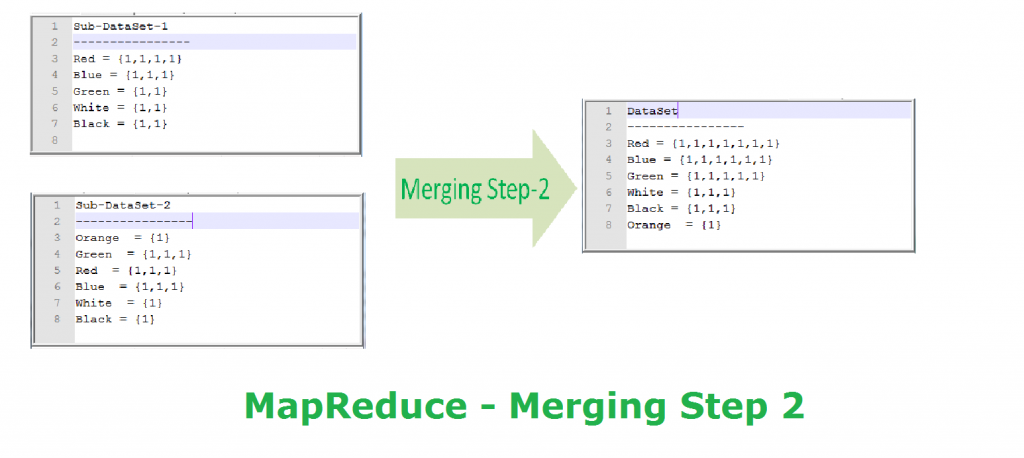 1 Sub-DataSet-1
2 ----------------
3 Red = {1,1,1,1}
4 Blue = {1,1,1}
5 Green = {1,1}
6 White = {1,1}
7 Black = {1,1}
8
1 Sub-DataSet-2
2 ----------------
3 Orange  = {1}
4 Green  = {1,1,1}
5 Red  = {1,1,1}
6 Blue  = {1,1,1}
7 White  = {1}
8 Black = {1}
Merging Step-2
1 DataSet
2 ----------------
3 Red = {1,1,1,1,1,1,1}
4 Blue = {1,1,1,1,1,1}
5 Green = {1,1,1,1,1}
6 White = {1,1,1}
7 Black = {1,1,1}
8 Orange  = {1}
MapReduce - Merging Step 2